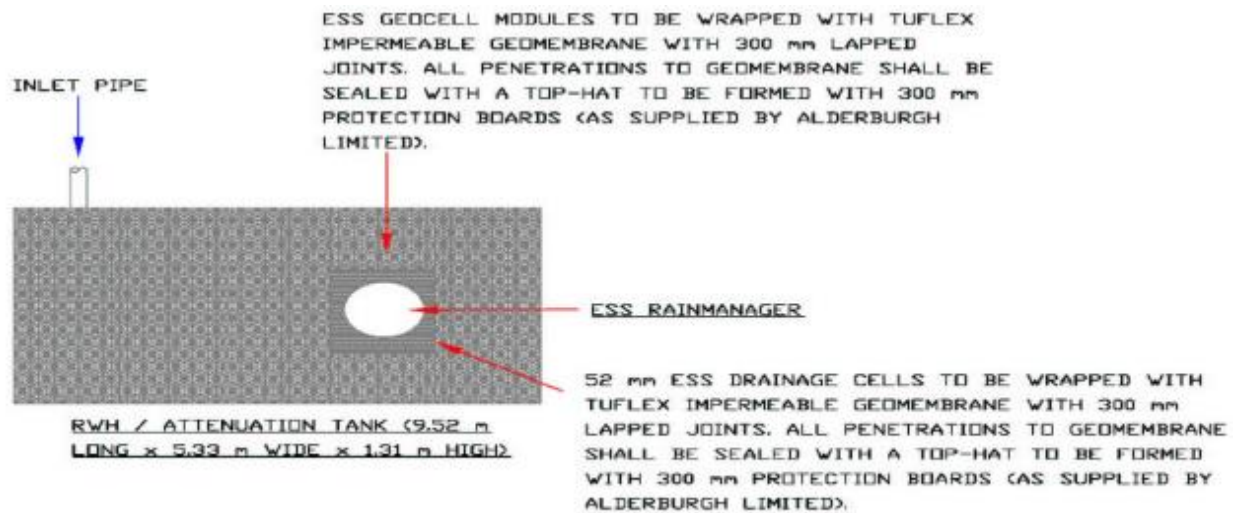 ESS GEOCELL MODULES TO BE WRAPPED WITH TUFLEX
IMPERMEABLE GEOMEMBRANE WITH 300 mm LAPPED
JOINTS. ALL PENETRATIONS TO GEOMEMBRANE SHALL BE
SEALED WITH A TOP-HAT TO BE FORMED WITH 300 mm
PROTECTION BOARDS (AS SUPPLIED BY ALDERBURGH
LIMITED).
INLET PIPE
ESS RAINMANAGER
52 mm ESS DRAINAGE CELLS TO BE WRAPPED WITH
TUFLEX IMPERMEABLE GEOMEMBRANE WITH 300 mm
LAPPED JOINTS. ALL PENETRATIONS TO GEOMEMBRANE
SHALL BE SEALED WITH A TOP-HAT TO BE FORMED
WITH 300 mm PROTECTION BOARDS (AS SUPPLIED BY
ALDERBURGH LIMITED).
RWH / ATTENUATION TANK (9.52 m
LONG x 5.33 m WIDE x 1.31 m HIGH)